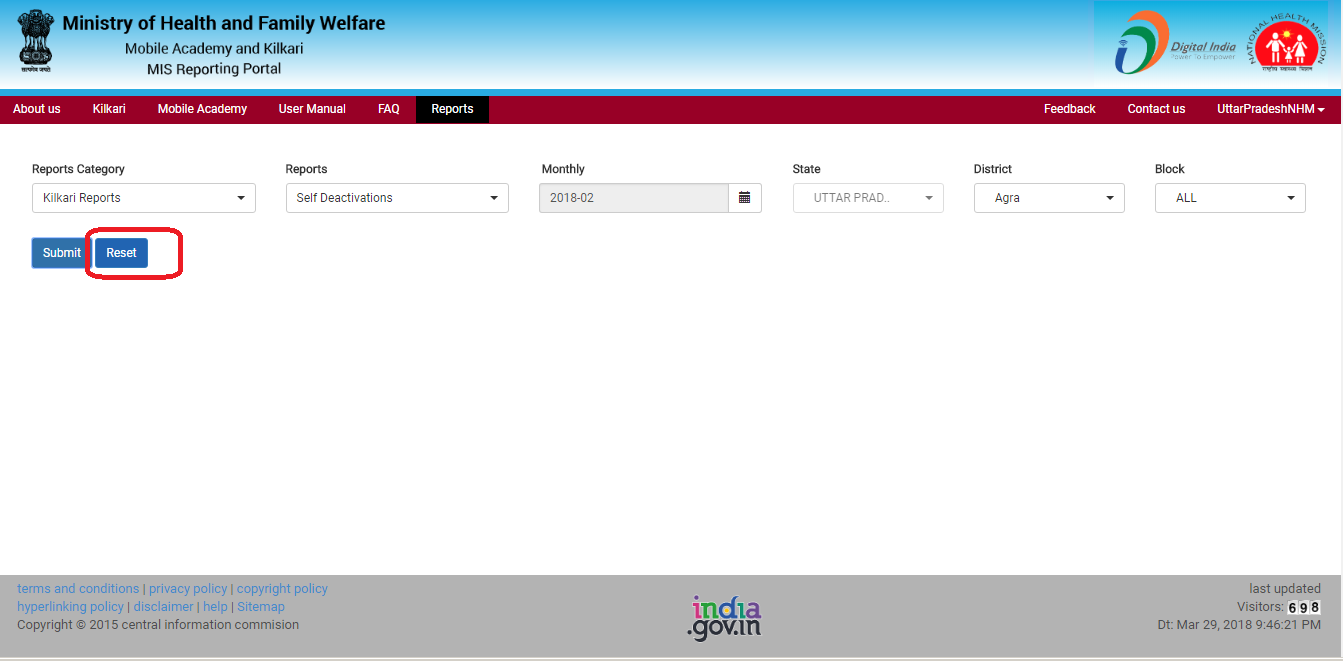 Ministry of Health and Family Welfare
Mobile Academy and Kilkari
MIS Reporting Portal
सत्यमेव जयते
Digital India
Power To Empower
NATIONAL HEALTH MISSION
राष्ट्रीय स्वास्थ्य मिशन
About us Kilkari Mobile Academy User Manual FAQ Reports Feedback Contact us UttarPradeshNHM
Reports Category Reports Monthly State District Block
Kilkari Reports Self Deactivations 2018-02 UTTAR PRAD.. Agra ALL
Submit Reset
terms and conditions | privacy policy | copyright policy
hyperlinking policy | disclaimer | help | Sitemap
Copyright © 2015 central information commision
india
.gov.in
last updated
Visitors: 698
Dt: Mar 29, 2018 9:46:21 PM